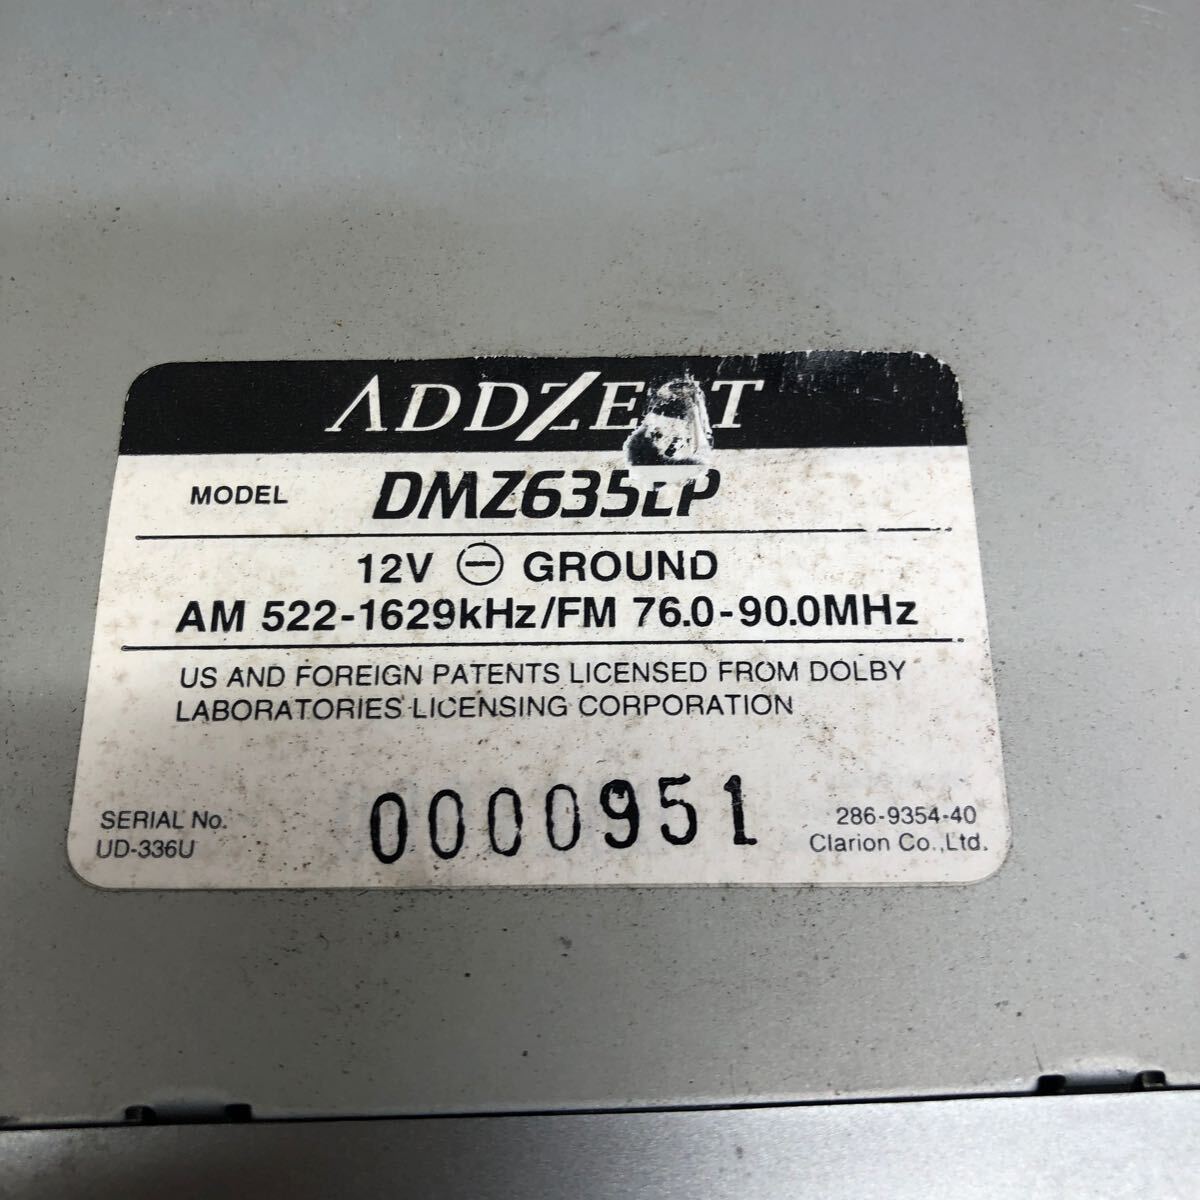 ADDZEST
MODEL DMZ635LP
12V ⊖ GROUND
AM 522-1629kHz/FM 76.0-90.0MHz
US AND FOREIGN PATENTS LICENSED FROM DOLBY
LABORATORIES LICENSING CORPORATION
SERIAL No. 0000951 286-9354-40
UD-336U Clarion Co.,Ltd.